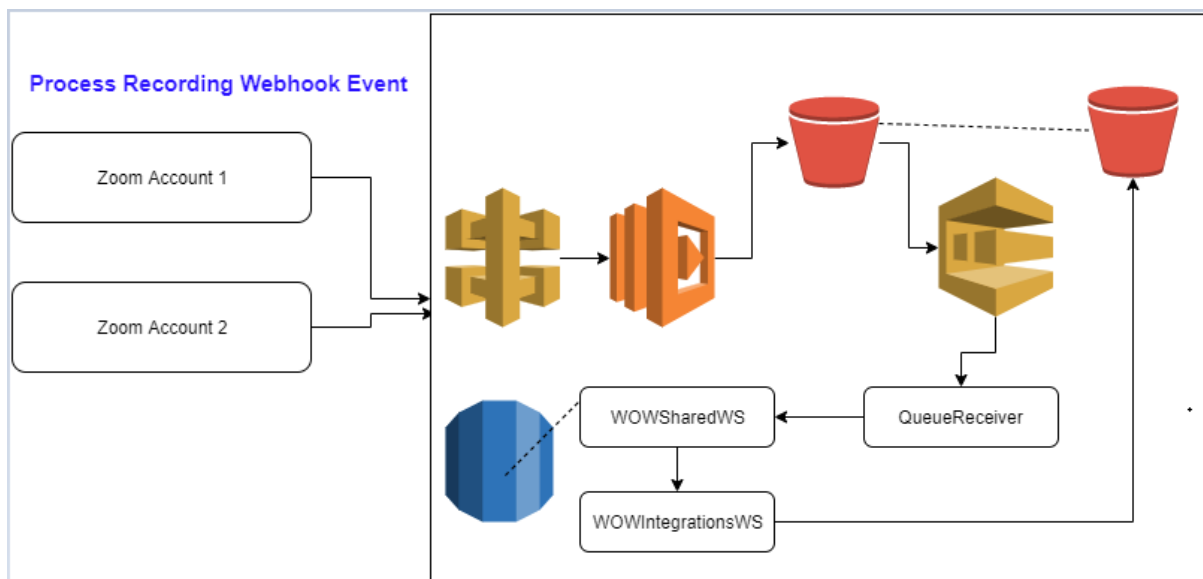 Process Recording Webhook Event
Zoom Account 1
Zoom Account 2
WOWSharedWS
QueueReceiver
WOWIntegrationsWS